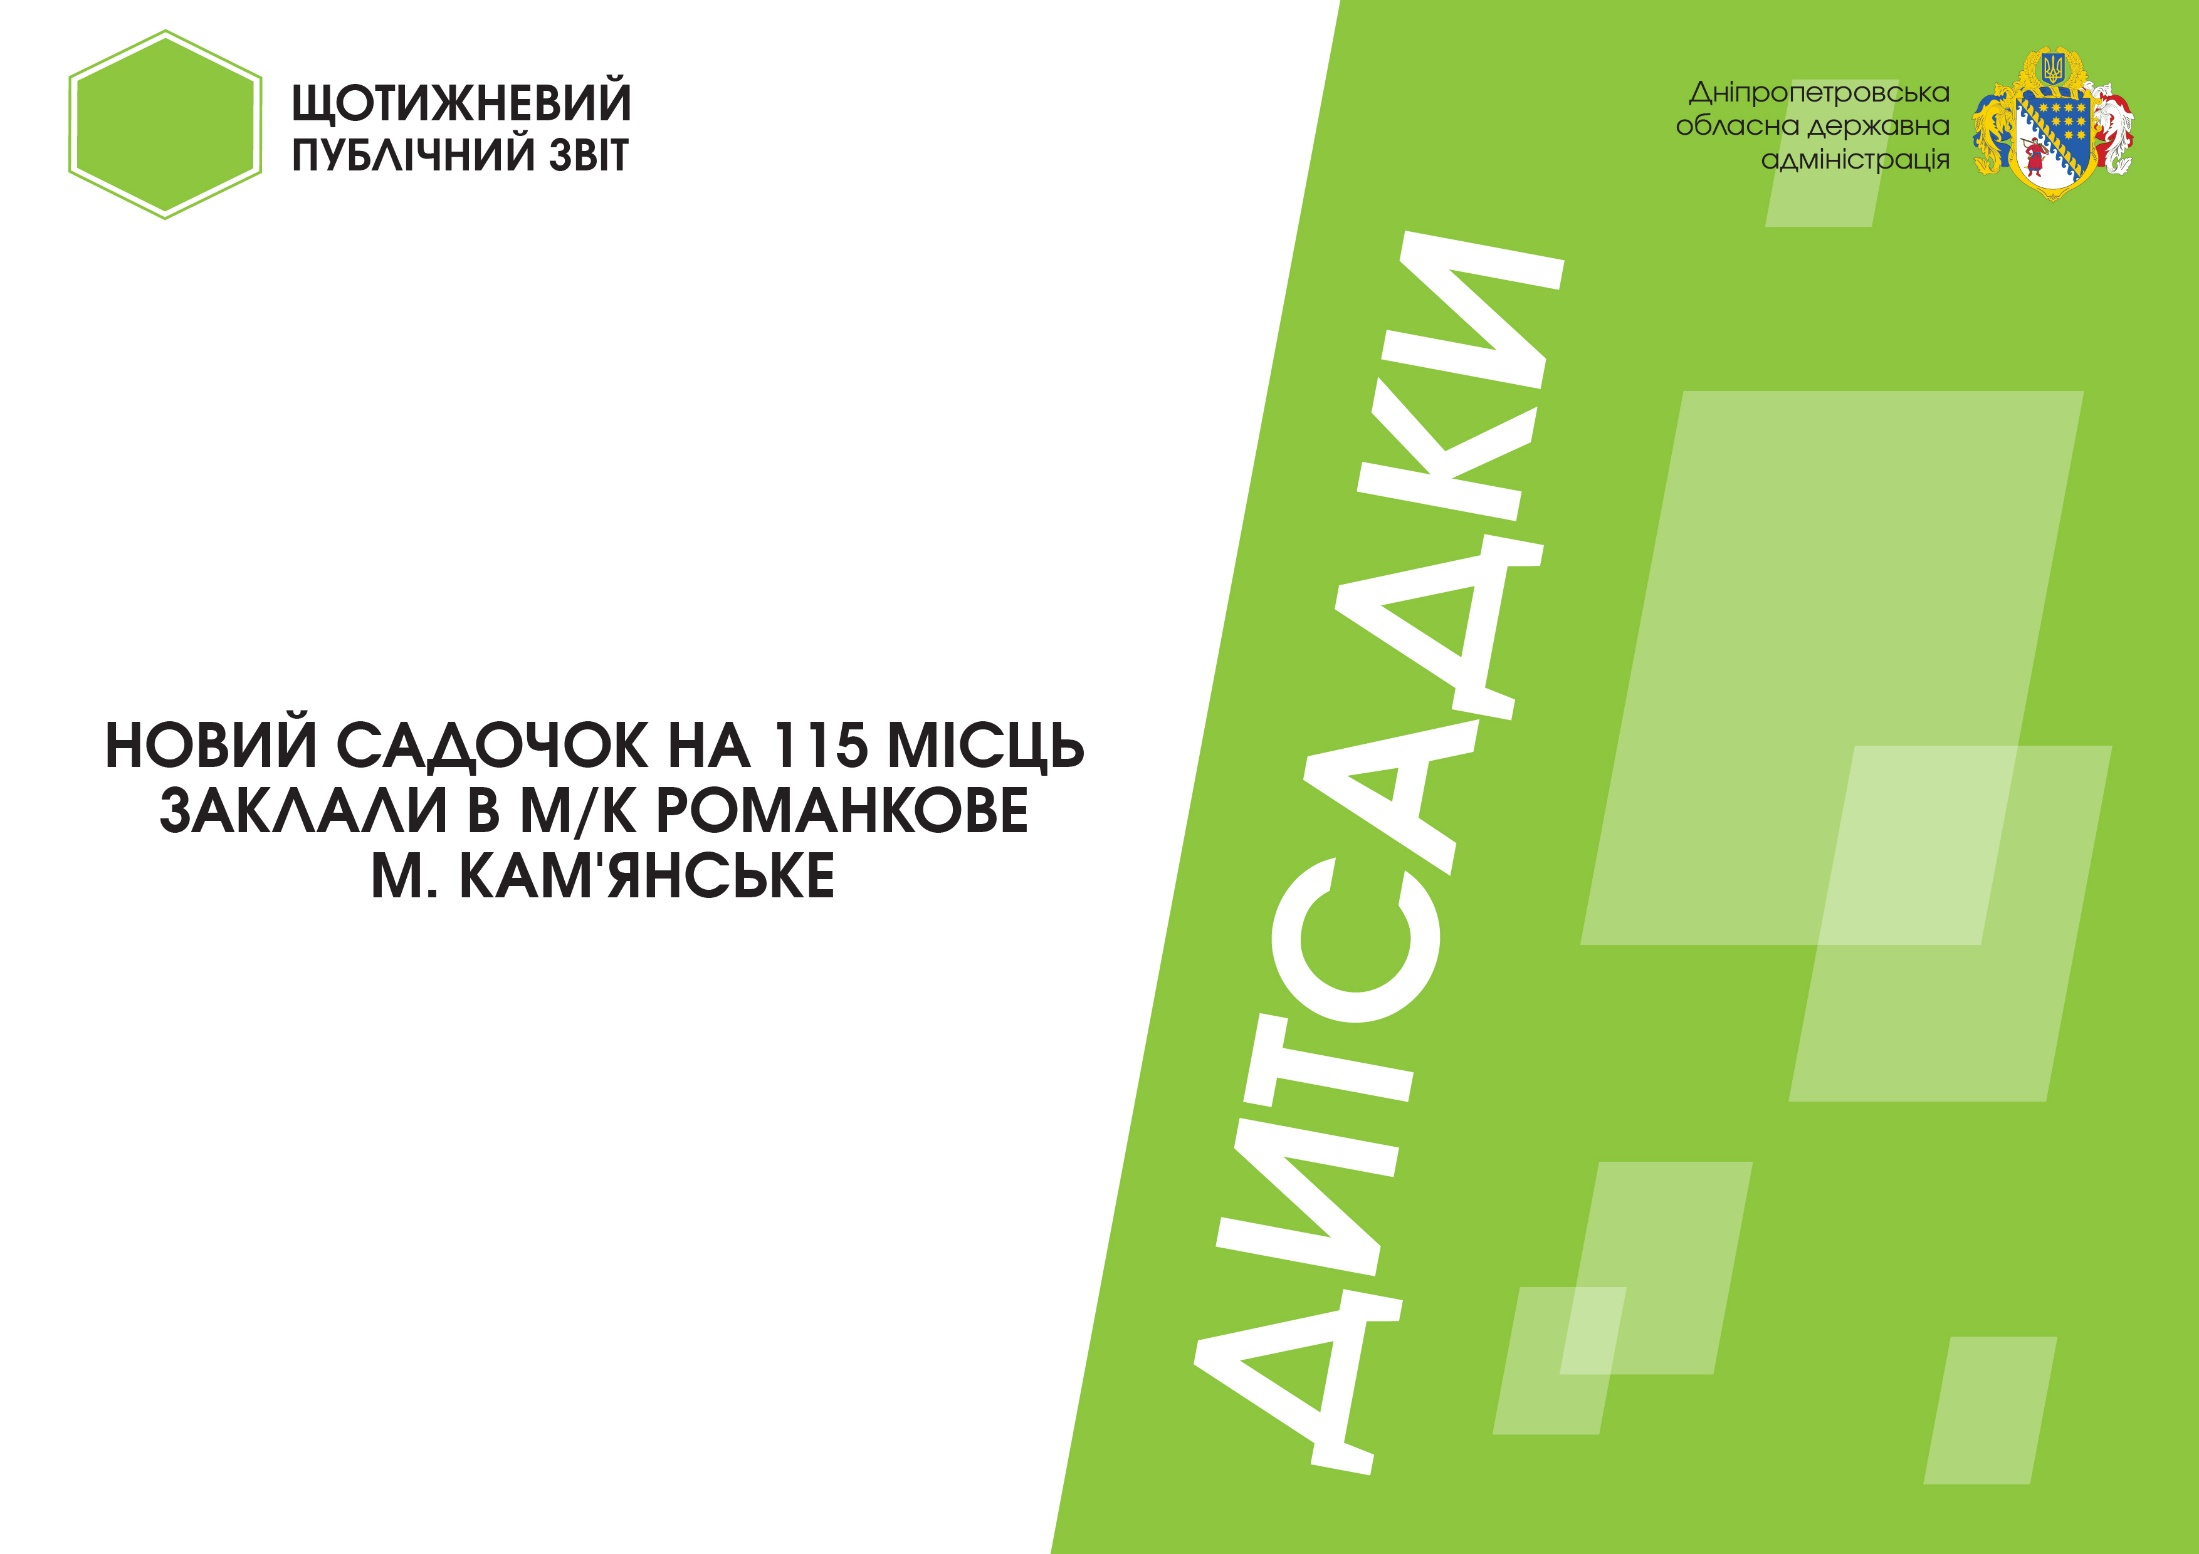 ЩОТИЖНЕВИЙ
ПУБЛІЧНИЙ ЗВІТ
Дніпропетровська
обласна державна
адміністрація
НОВИЙ САДОЧОК НА 115 МІСЦЬ
ЗАКЛАЛИ В М/К РОМАНКОВЕ
М. КАМ'ЯНСЬКЕ
ДИТСАДКИ